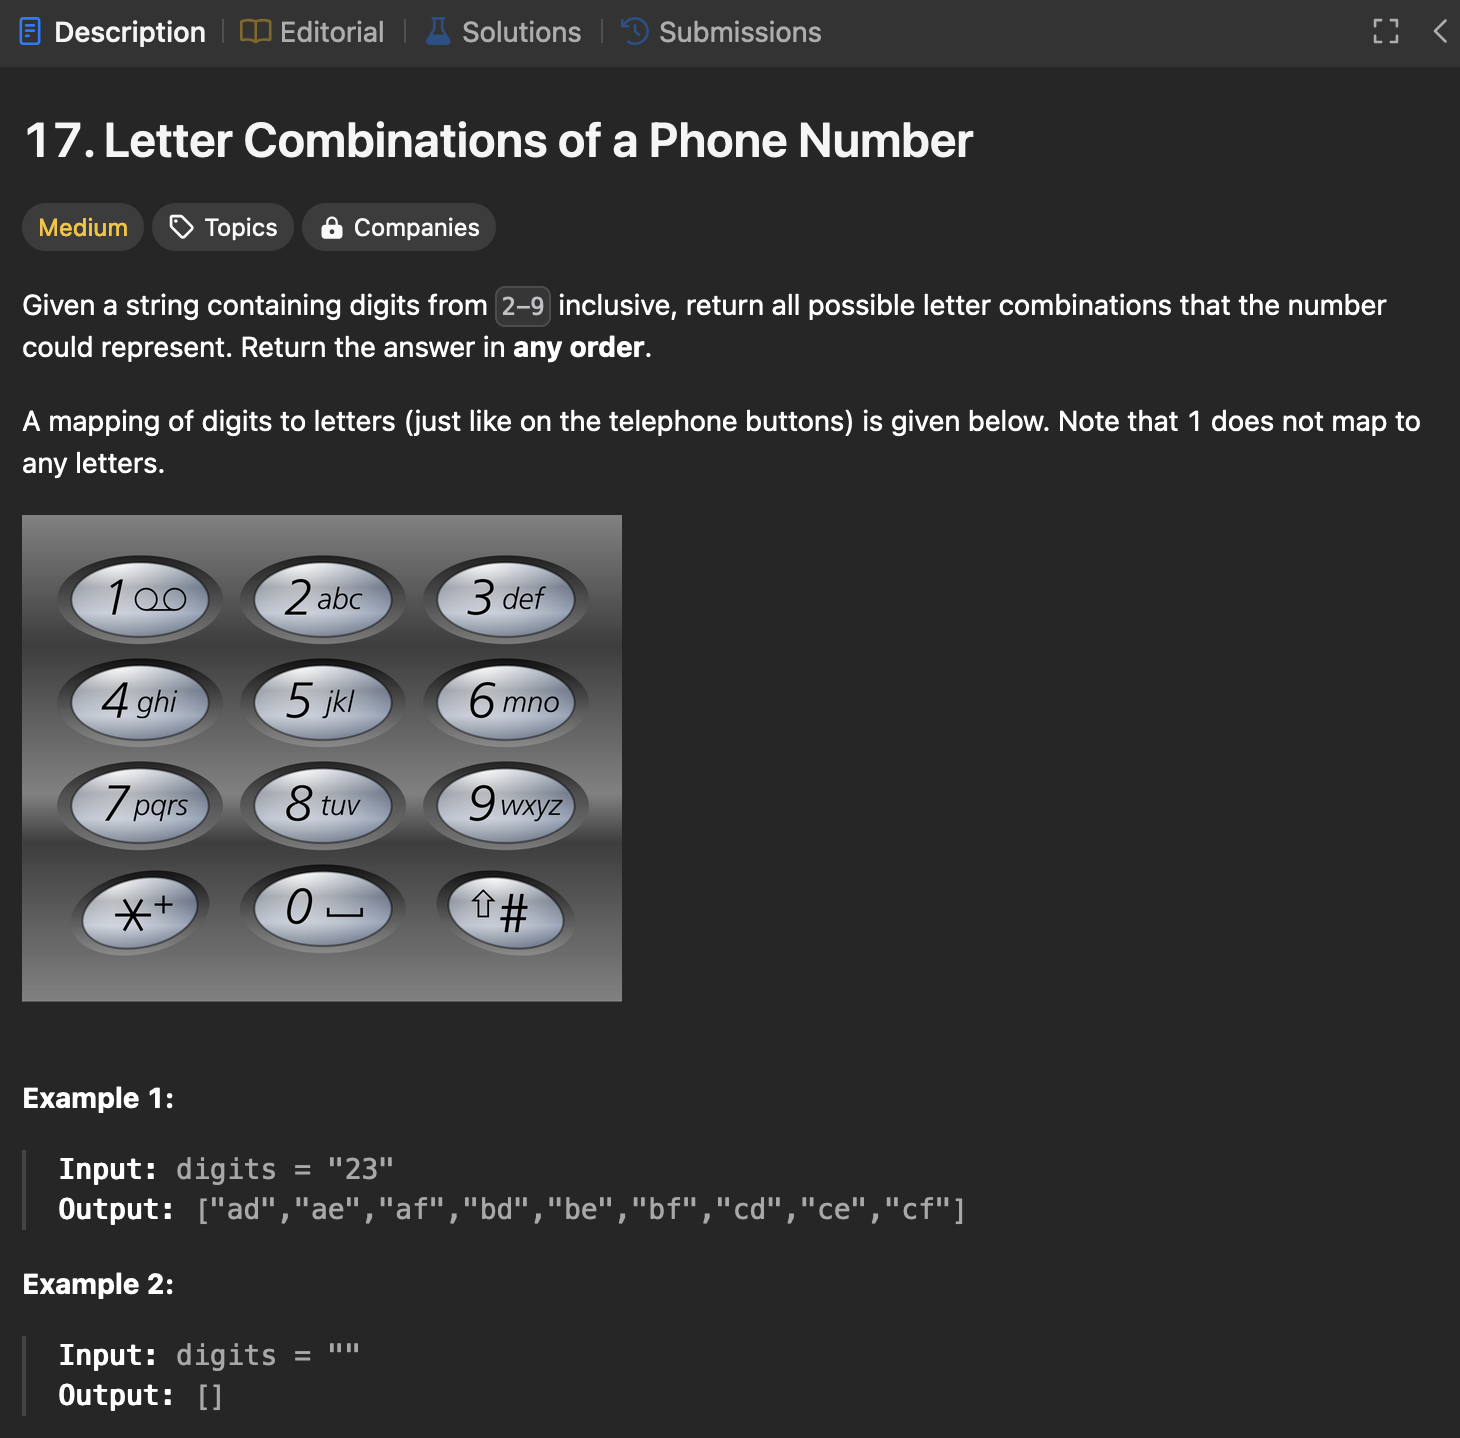 Description Editorial Solutions Submissions
17. Letter Combinations of a Phone Number
Medium Topics Companies
Given a string containing digits from 2-9 inclusive, return all possible letter combinations that the number
could represent. Return the answer in any order.
A mapping of digits to letters (just like on the telephone buttons) is given below. Note that 1 does not map to
any letters.
1 2 abc 3 def
4 ghi 5 jkl 6 mno
7 pqrs 8 tuv 9 wxyz
*+ 0 ⇧#
Example 1:
Input: digits = "23"
Output: ["ad","ae","af","bd","be","bf","cd","ce","cf"]
Example 2:
Input: digits = ""
Output: []